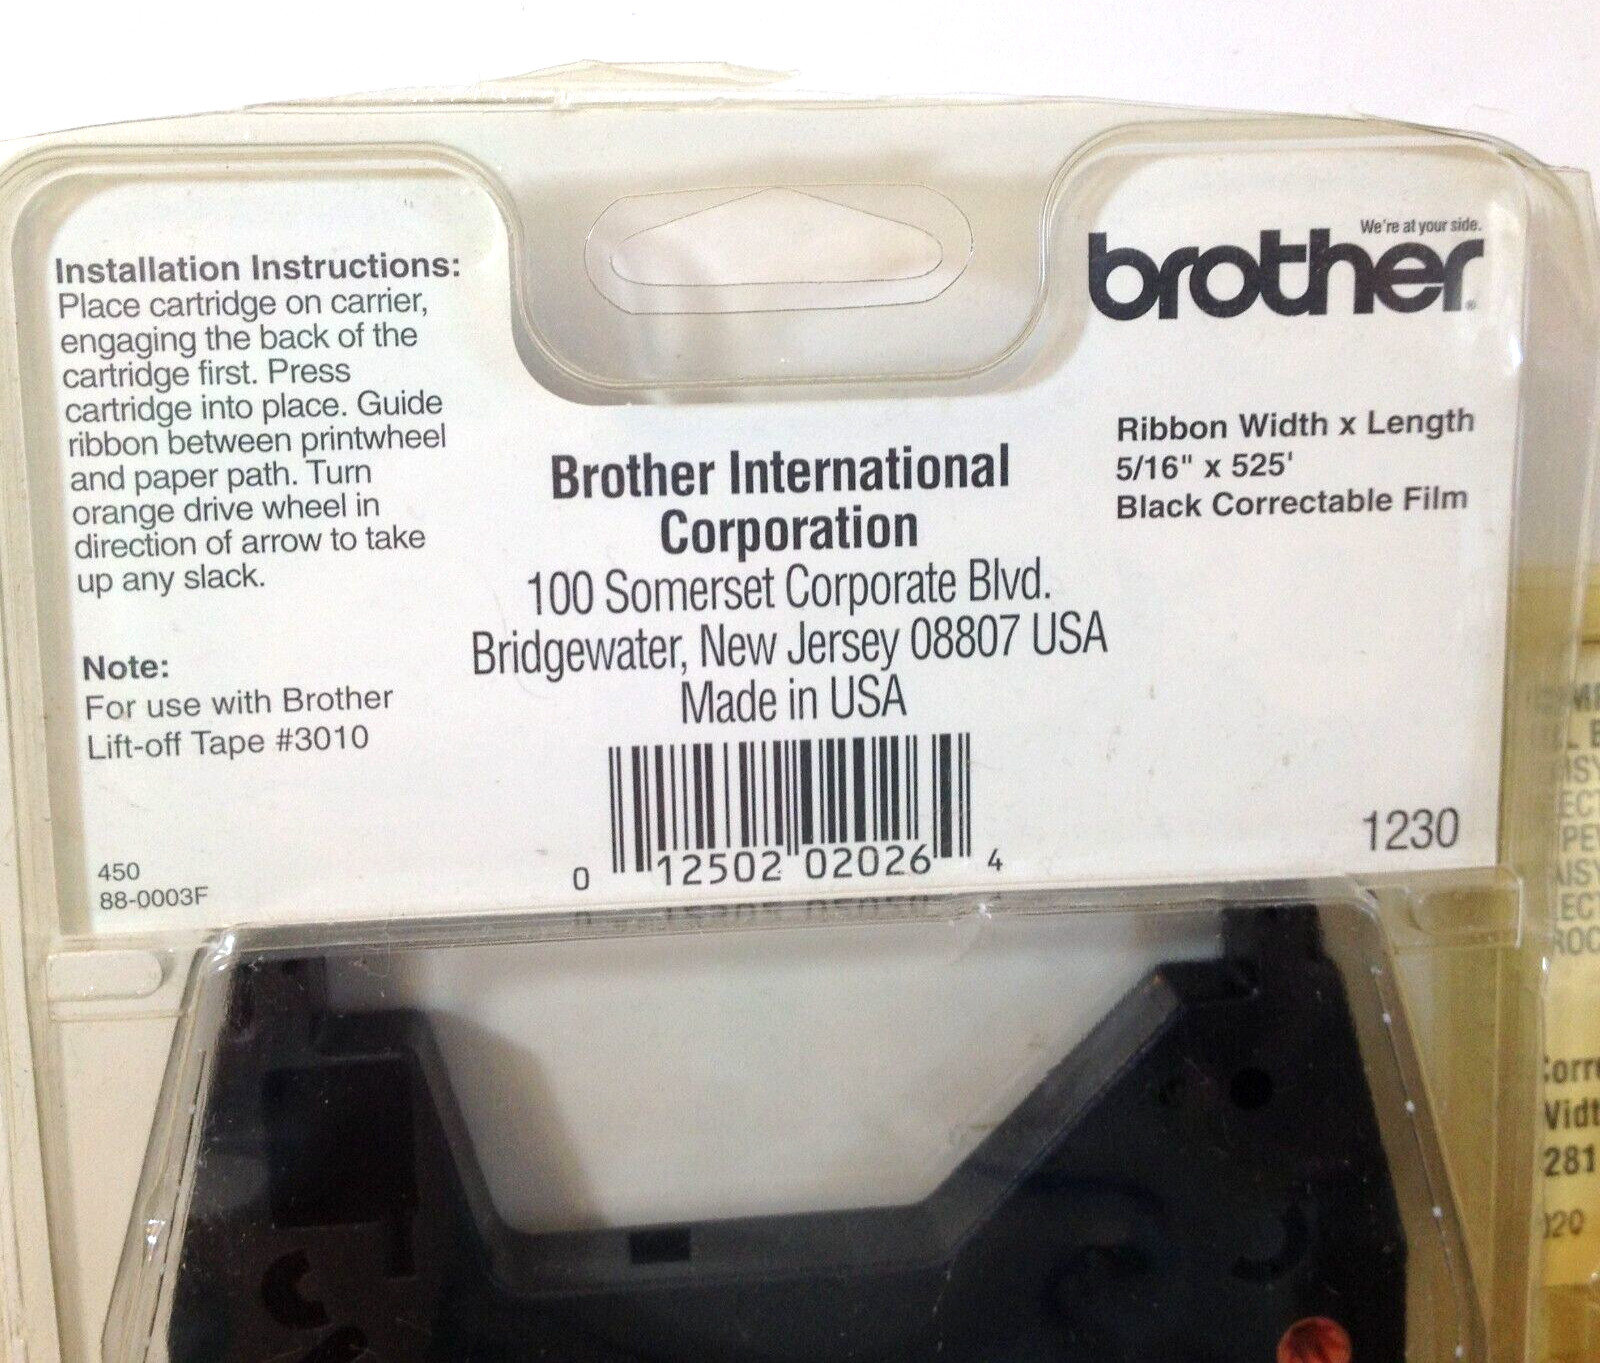 Installation Instructions:
Place cartridge on carrier,
engaging the back of the
cartridge first. Press
cartridge into place. Guide
ribbon between printwheel
and paper path. Turn
orange drive wheel in
direction of arrow to take
up any slack.
Note:
For use with Brother
Lift-off Tape #3010
450
88-0003F
Brother International
Corporation
100 Somerset Corporate Blvd.
Bridgewater, New Jersey 08807 USA
Made in USA
0 12502 02026 4
We're at your side.
brother®
Ribbon Width x Length
5/16" x 525'
Black Correctable Film
1230
281